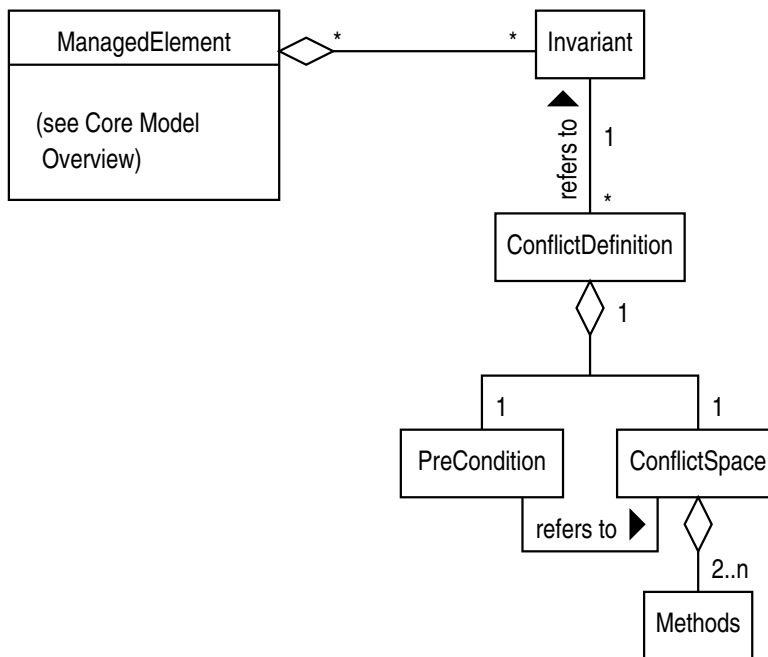 ManagedElement
* *
Invariant
(see Core Model
Overview)
refers to
1
*
ConflictDefinition
1
1 1
PreCondition
ConflictSpace
refers to
2..n
Methods